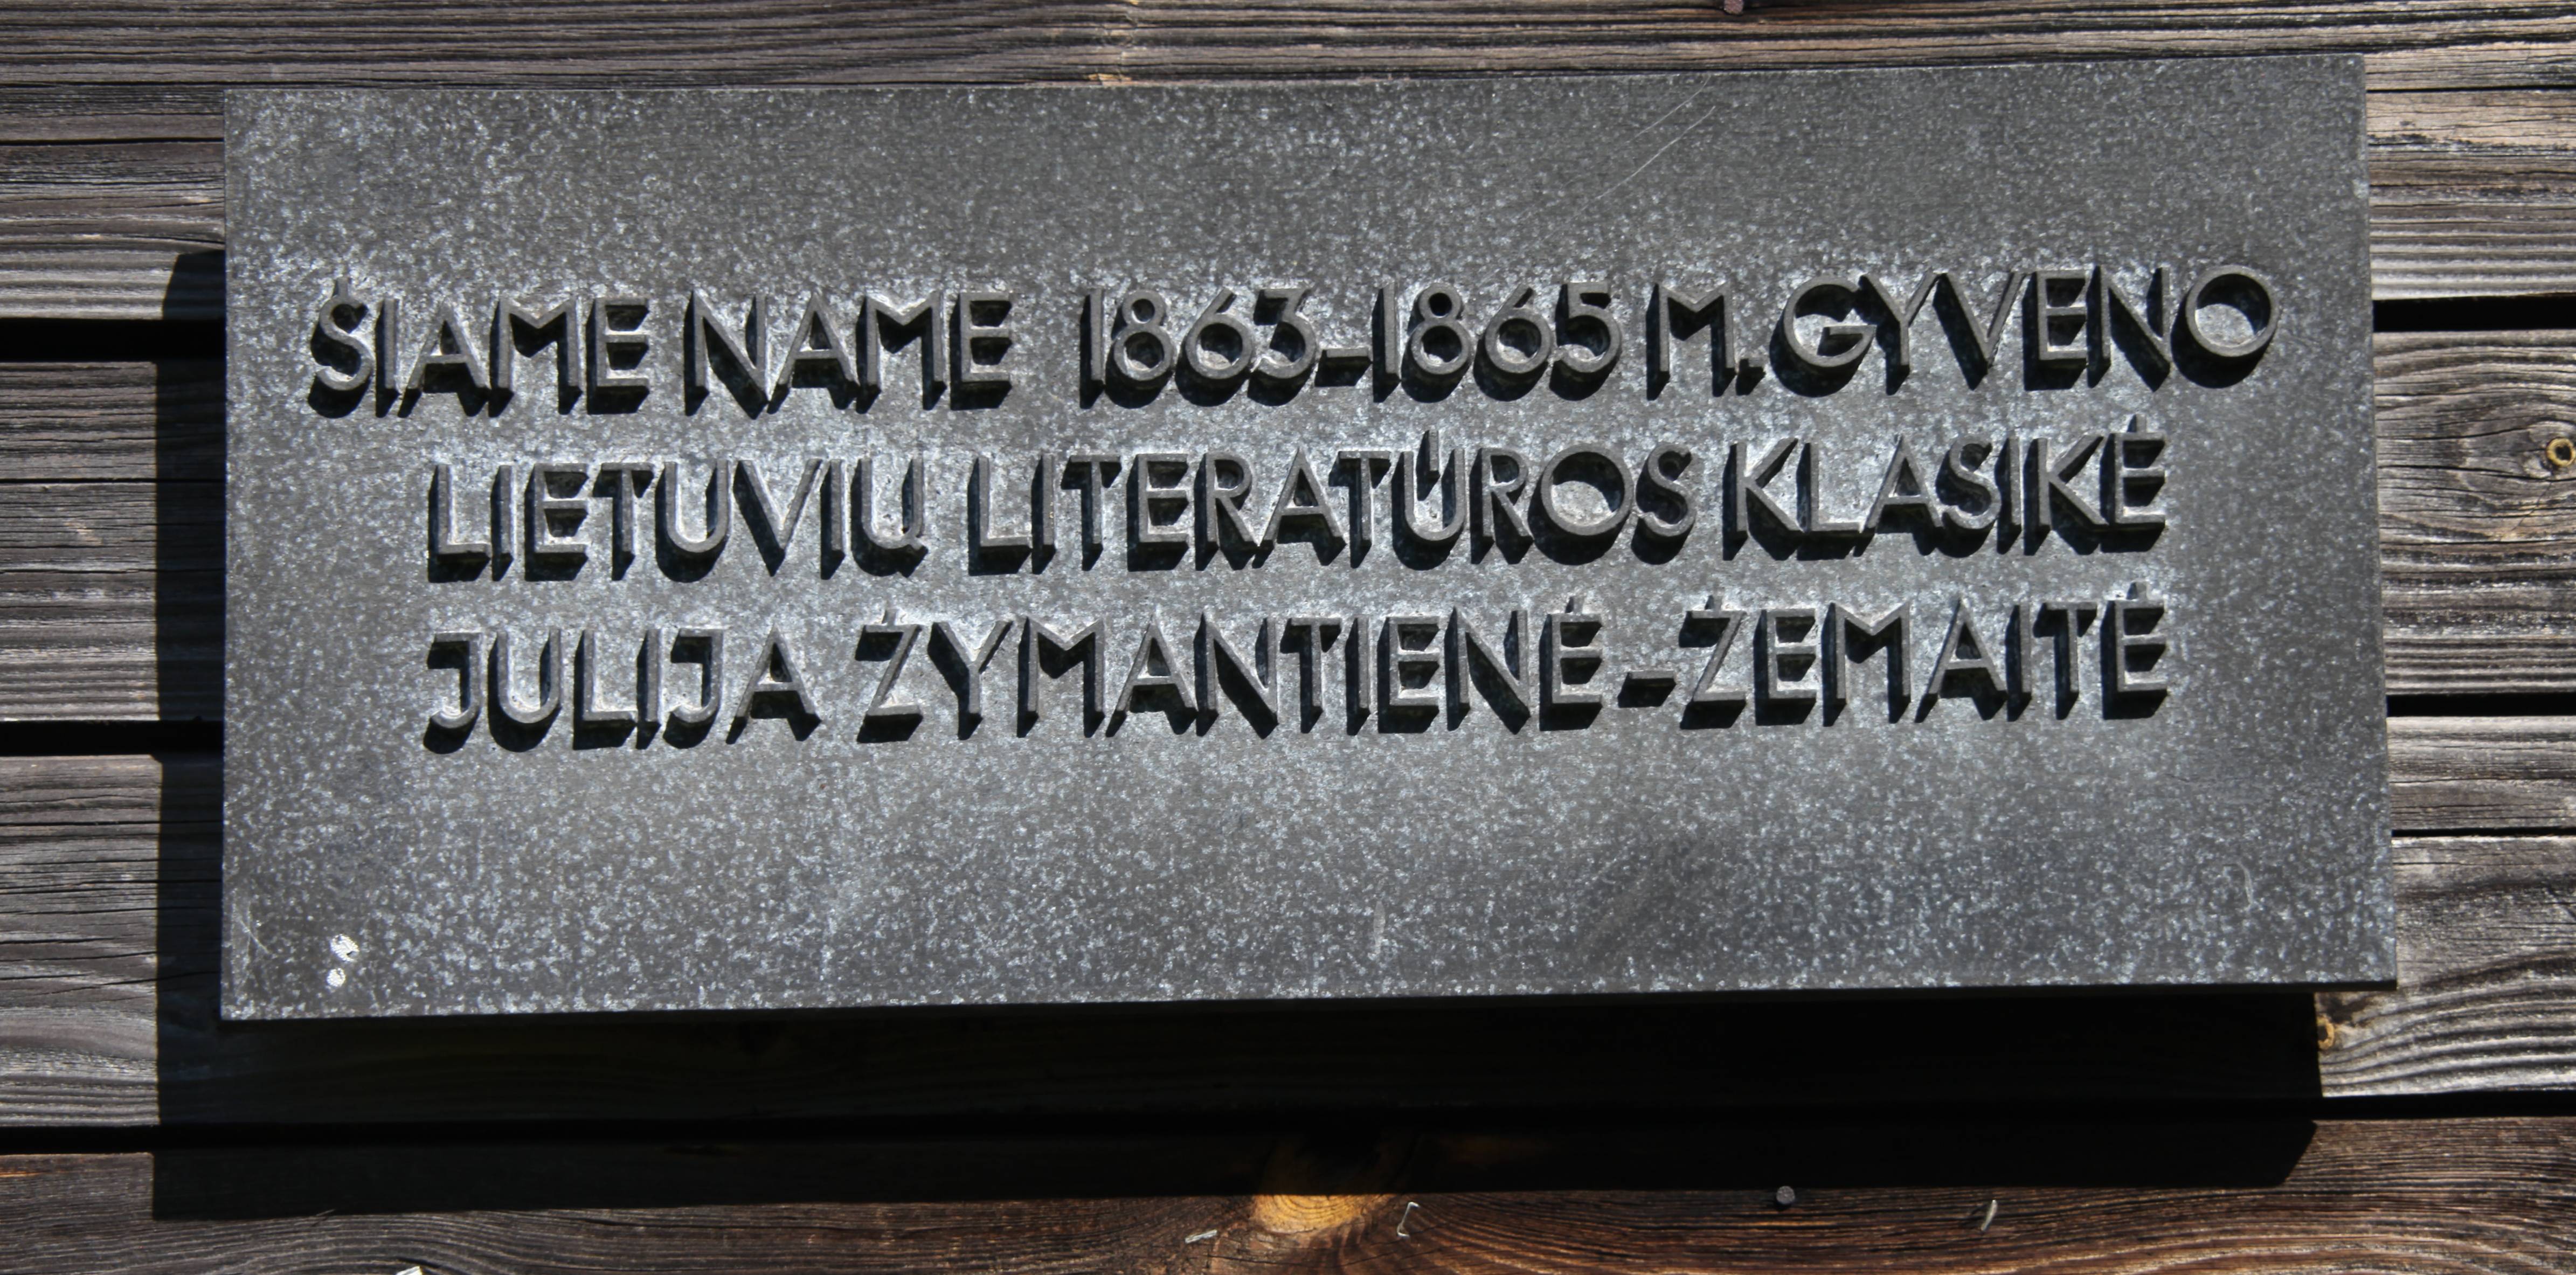 ŠIAME NAME 1863-1865 M. GYVENO
LIETUVIŲ LITERATŪROS KLASIKĖ
JULIJA ŽYMANTIENĖ-ŽEMAITĖ